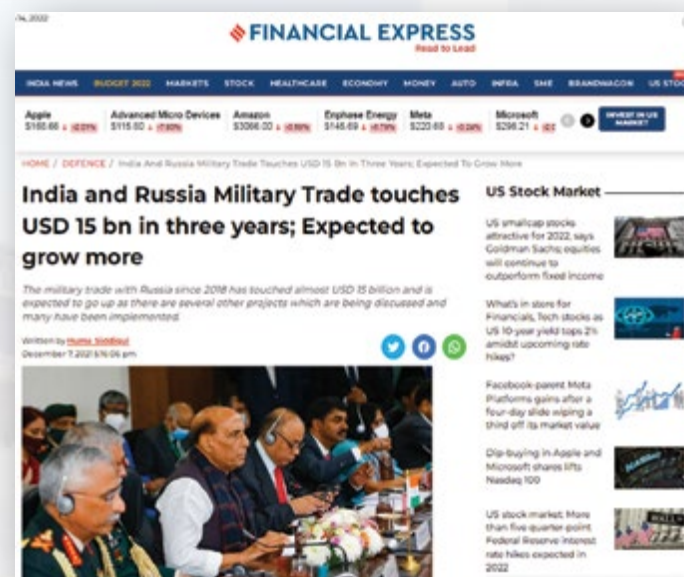 14, 2022
FINANCIAL EXPRESS
Read to Lead
INDIA NEWS BUDGET 2022 MARKETS STOCK HEALTHCARE ECONOMY MONEY AUTO INFRA SME BRANDWAGON US STOC
Apple Advanced Micro Devices Amazon Enphase Energy Meta Microsoft
INVEST IN US
MARKET?
HOME / DEFENCE / India And Russia Military Trade Touches USD 15 Bn In Three Years; Expected To Grow More
India and Russia Military Trade touches
USD 15 bn in three years; Expected to
grow more
The military trade with Russia since 2018 has touched almost USD 15 billion and is
expected to go up as there are several other projects which are being discussed and
many have been implemented.
Written by Huma Siddiqui
December 7, 2021
US Stock Market
US smallcap stocks
attractive for 2022, says
Goldman Sachs; equities
will continue to
outperform fixed income
What's in store for
Financials, Tech stocks as
US 10-year yield tops 2%
amidst upcoming rate
hikes?
Facebook-parent Meta
Platforms gains after a
four-day slide wiping a
third off its market value
Dip-buying in Apple and
Microsoft shares lifts
Nasdaq 100
US stock market: More
than five quarter-point
Federal Reserve interest
rate hikes expected in
2022